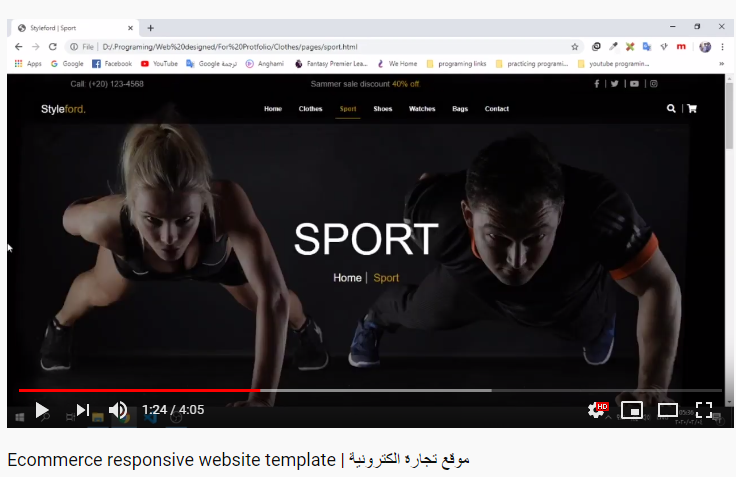 Styleford | Sport
File | D:/.Programing/Web%20designed/For%20Protfolio/Clothes/pages/sport.html
Apps Google Facebook YouTube ترجمة Google Anghami Fantasy Premier Lea... We Home programing links practicing programi... youtube programin... »
Call: (+20) 123-4568 Sammer sale discount 40% off
Styleford. Home Clothes Sport Shoes Watches Bags Contact
SPORT
Home | Sport
1:24 / 4:05 HD
Ecommerce responsive website template | موقع تجارة الكترونية